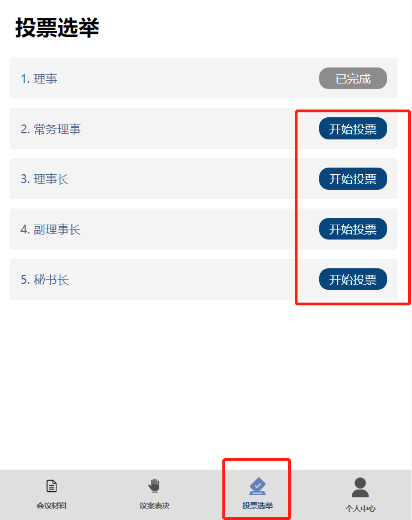 投票选举
1. 理事 已完成
2. 常务理事 开始投票
3. 理事长 开始投票
4. 副理事长 开始投票
5. 秘书长 开始投票
会议材料 议案表决 投票选举 个人中心